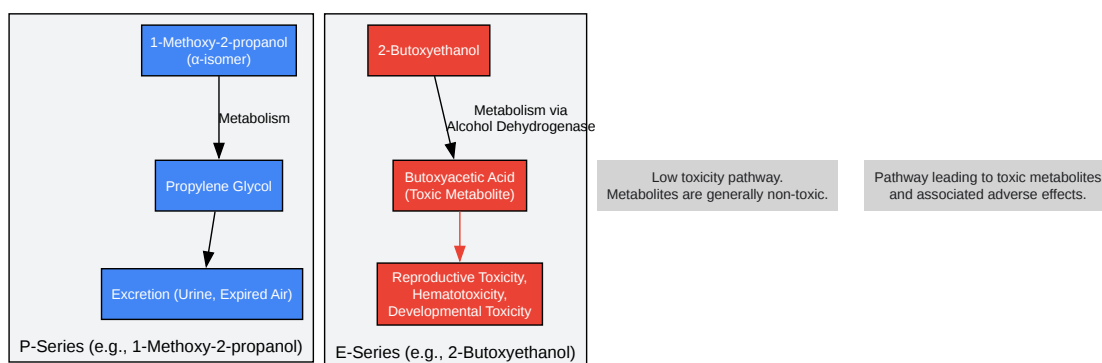 1-Methoxy-2-propanol
(α-isomer)
Metabolism
Propylene Glycol
Excretion (Urine, Expired Air)
P-Series (e.g., 1-Methoxy-2-propanol)
2-Butoxyethanol
Metabolism via
Alcohol Dehydrogenase
Butoxyacetic Acid
(Toxic Metabolite)
Reproductive Toxicity,
Hematotoxicity,
Developmental Toxicity
E-Series (e.g., 2-Butoxyethanol)
Low toxicity pathway.
Metabolites are generally non-toxic.
Pathway leading to toxic metabolites
and associated adverse effects.